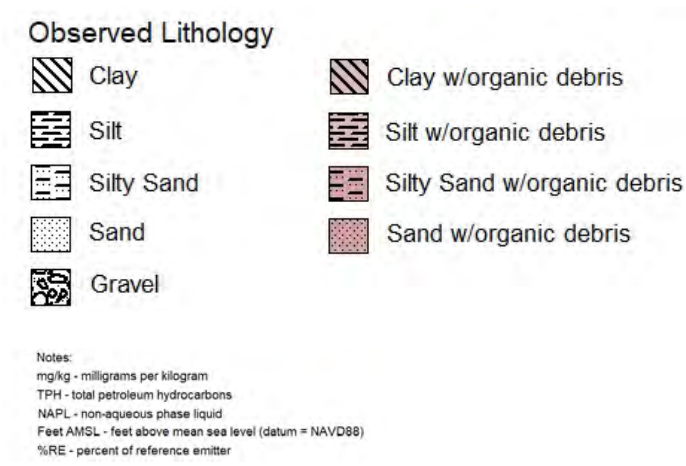 Observed Lithology
Clay
Silt
Silty Sand
Sand
Gravel
Clay w/organic debris
Silt w/organic debris
Silty Sand w/organic debris
Sand w/organic debris
Notes:
mg/kg - milligrams per kilogram
TPH - total petroleum hydrocarbons
NAPL - non-aqueous phase liquid
Feet AMSL - feet above mean sea level (datum = NAVD88)
%RE - percent of reference emitter